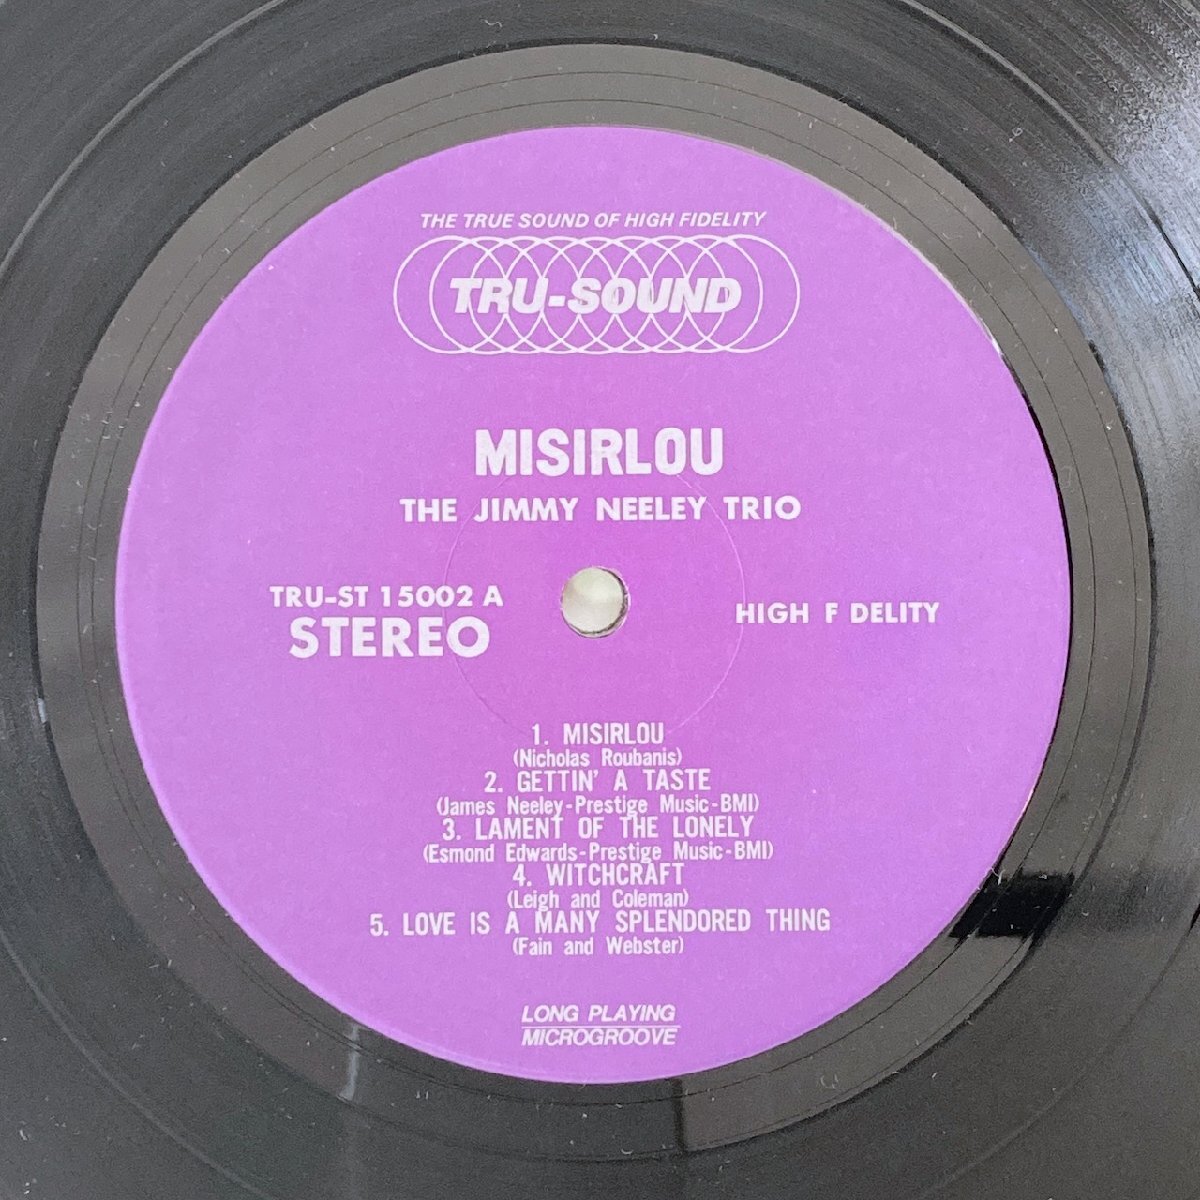 THE TRUE SOUND OF HIGH FIDELITY
TRU-SOUND
MISIRLOU
THE JIMMY NEELEY TRIO
TRU-ST 15002 A
STEREO
HIGH F DELITY
1. MISIRLOU
(Nicholas Roubanis)
2. GETTIN' A TASTE
(James Neeley-Prestige Music-BMI)
3. LAMENT OF THE LONELY
(Esmond Edwards-Prestige Music-BMI)
4. WITCHCRAFT
(Leigh and Coleman)
5. LOVE IS A MANY SPLENDORED THING
(Fain and Webster)
LONG PLAYING
MICROGROOVE